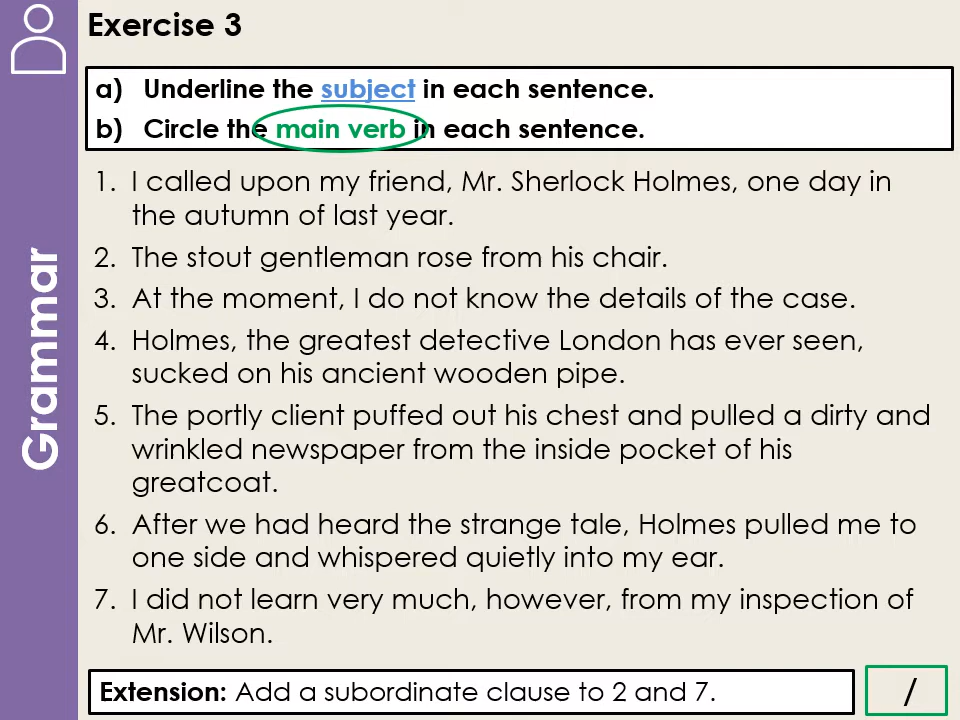 Grammar
Exercise 3
a) Underline the subject in each sentence.
b) Circle the main verb in each sentence.
1. I called upon my friend, Mr. Sherlock Holmes, one day in
the autumn of last year.
2. The stout gentleman rose from his chair.
3. At the moment, I do not know the details of the case.
4. Holmes, the greatest detective London has ever seen,
sucked on his ancient wooden pipe.
5. The portly client puffed out his chest and pulled a dirty and
wrinkled newspaper from the inside pocket of his
greatcoat.
6. After we had heard the strange tale, Holmes pulled me to
one side and whispered quietly into my ear.
7. I did not learn very much, however, from my inspection of
Mr. Wilson.
Extension: Add a subordinate clause to 2 and 7.
/